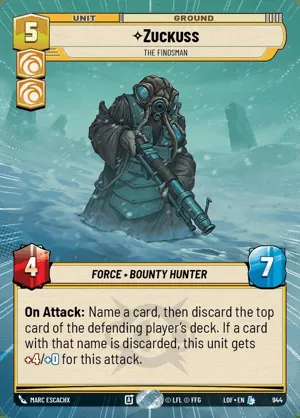 UNIT
GROUND
5
✧Zuckuss
THE FINDSMAN
4
7
FORCE • BOUNTY HUNTER
On Attack: Name a card, then discard the top
card of the defending player's deck. If a card
with that name is discarded, this unit gets
+4/+0 for this attack.
MARC ESCACHX
© LFL © FFG
LOF • EN
944